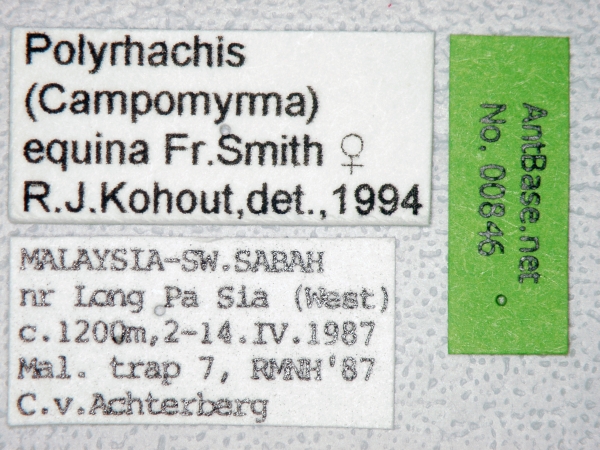 Polyrhachis
(Campomyrma)
equina Fr.Smith ♀
R.J.Kohout,det.,1994
MALAYSIA-SW.SABAH
nr Long Pa Sia (West)
c.1200m,2-14.IV.1987
Mal. trap 7, RMNH'87
C.v.Achterberg
AntBase.net
No. 00846